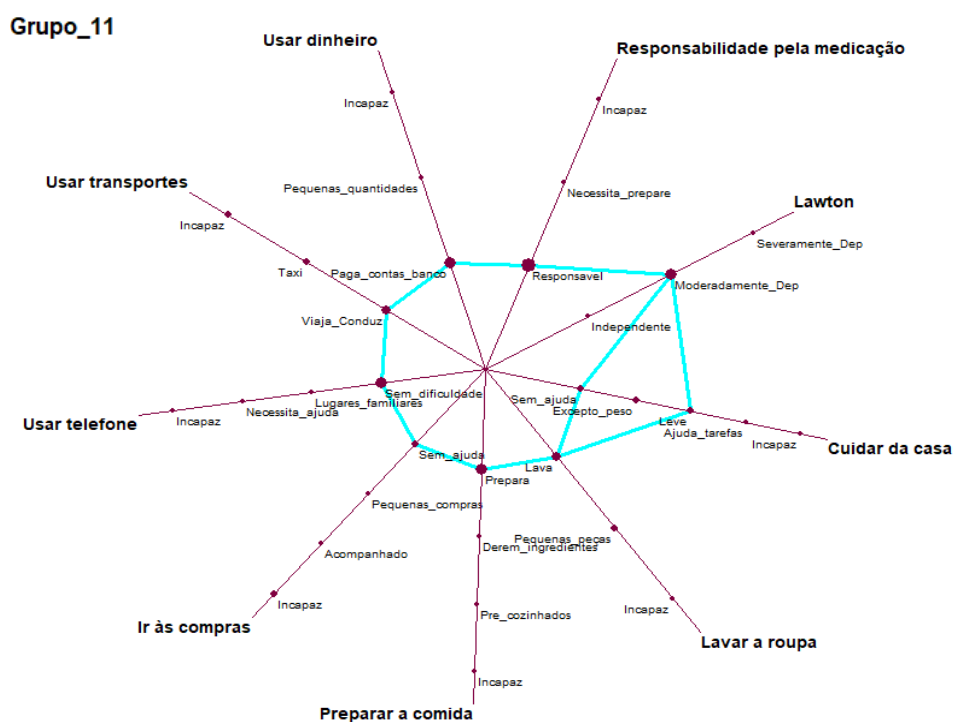 Grupo_11
Usar dinheiro
Responsabilidade pela medicação
Incapaz
Incapaz
Pequenas_quantidades
Necessita_prepare
Usar transportes
Lawton
Incapaz
Severamente_Dep
Taxi
Paga_contas_banco
Responsavel
Moderadamente_Dep
Viaja_Conduz
Independente
Sem_dificuldade
Lugares_familiares
Necessita_ajuda
Incapaz
Usar telefone
Sem_ajuda
Excepto_peso
Leve
Ajuda_tarefas
Incapaz
Cuidar da casa
Sem_ajuda
Prepara
Lava
Pequenas_compras
Derem_ingredientes
Pequenas_peças
Acompanhado
Incapaz
Pre_cozinhados
Incapaz
Ir às compras
Lavar a roupa
Incapaz
Preparar a comida